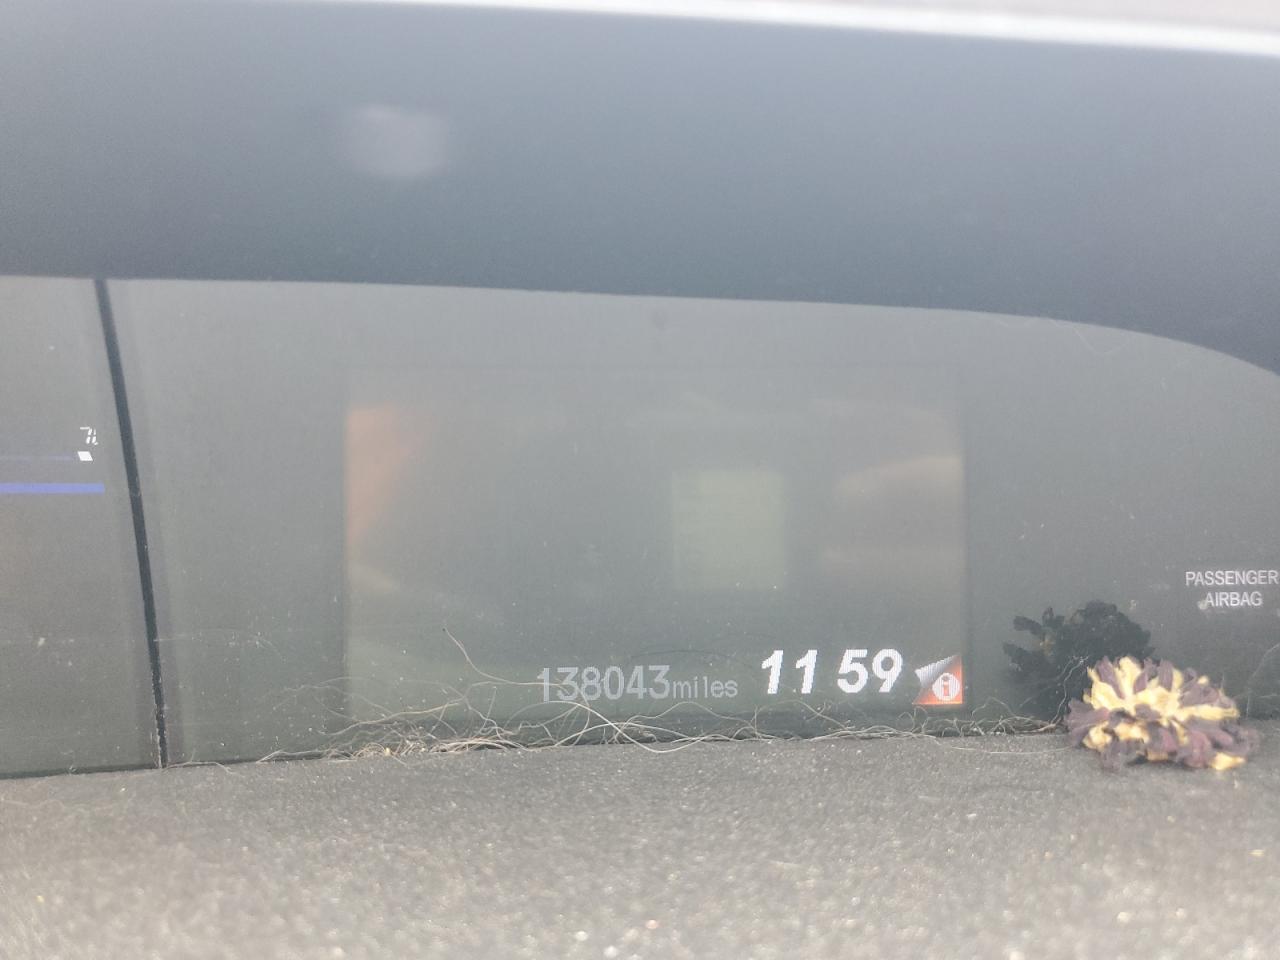 138043miles 11 59 i
PASSENGER
AIRBAG